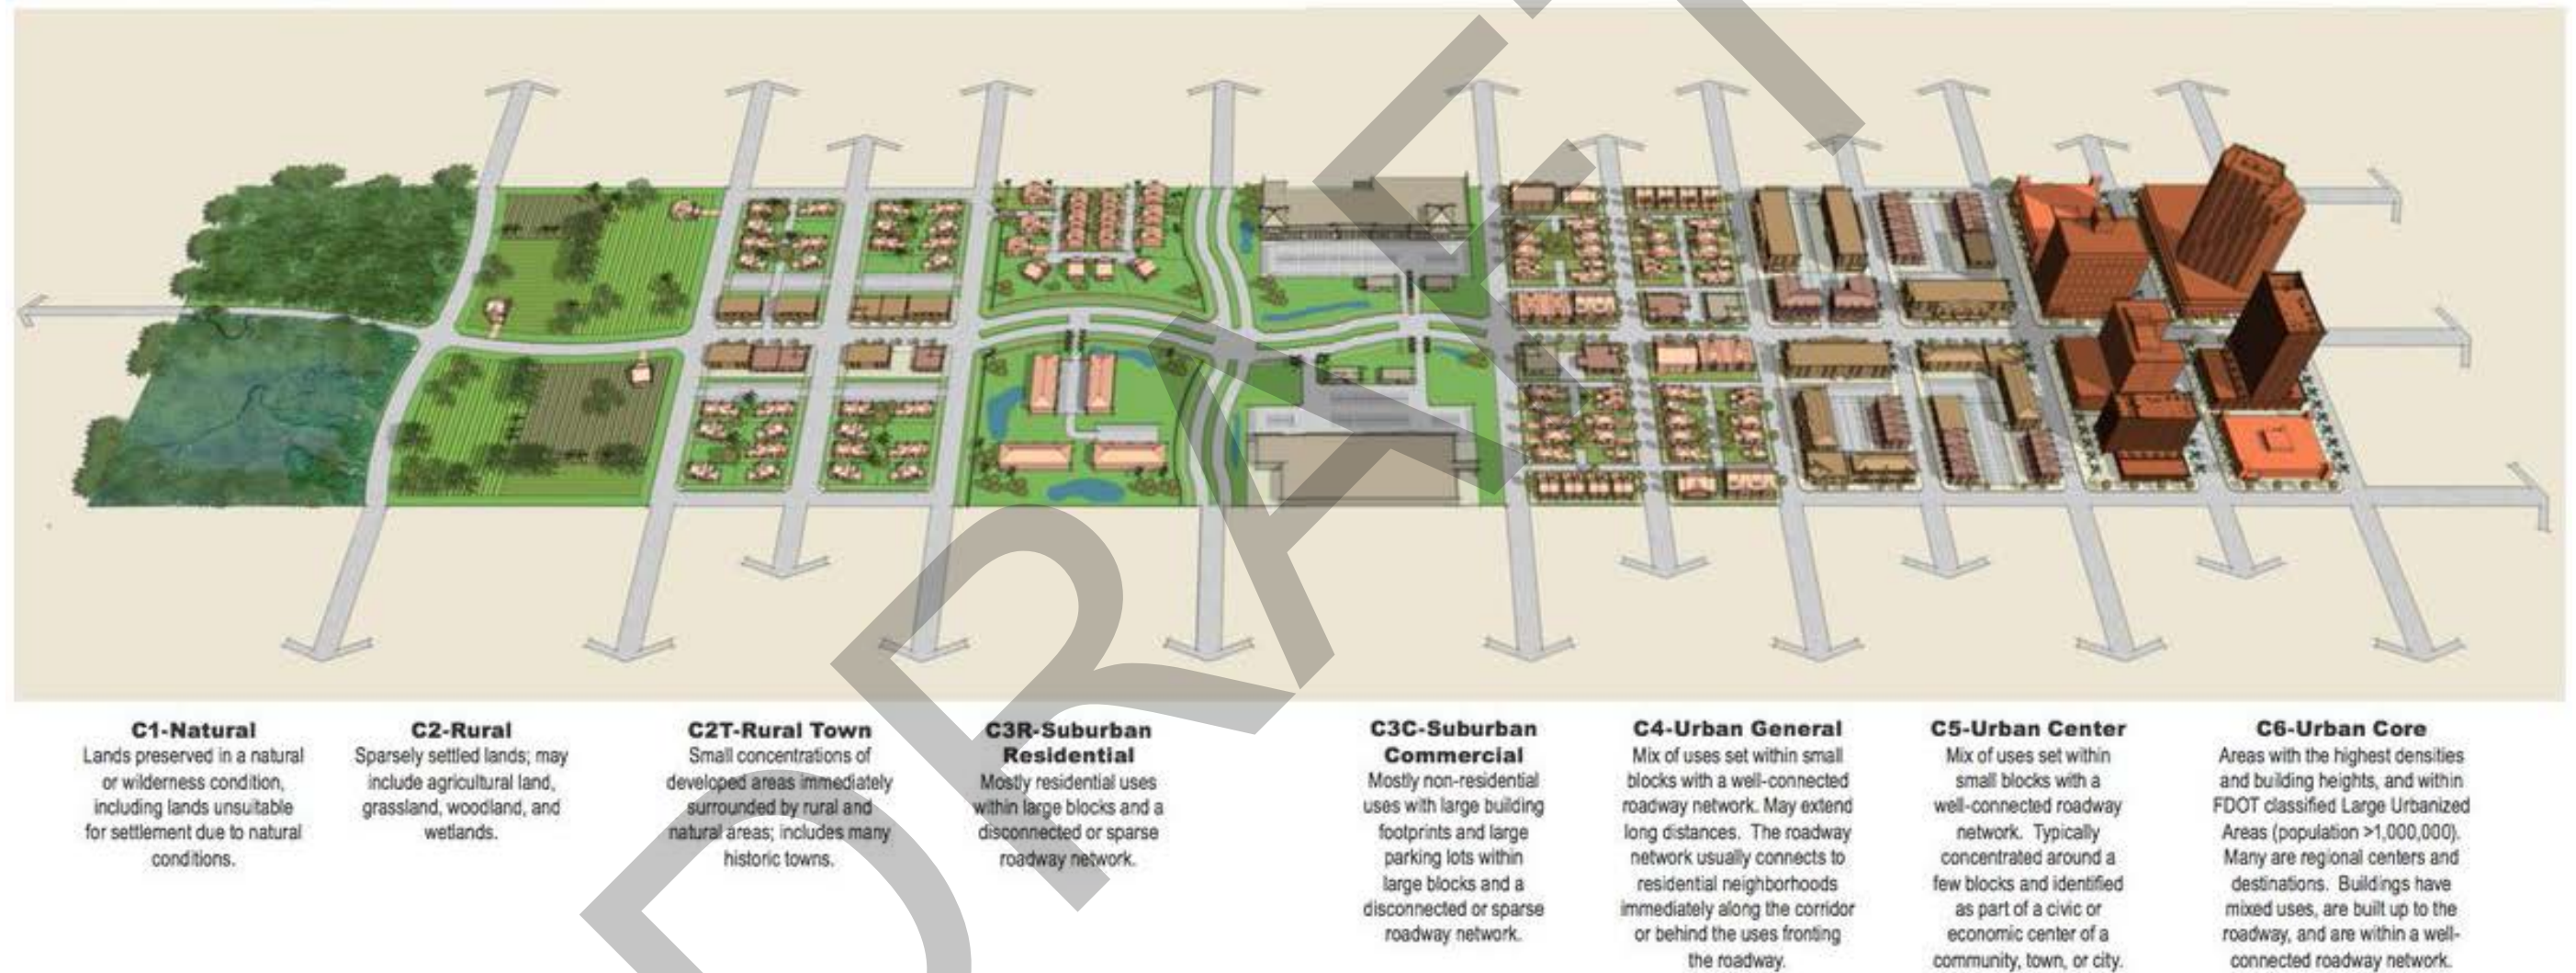 C1-Natural
Lands preserved in a natural
or wilderness condition,
including lands unsuitable
for settlement due to natural
conditions.
C2-Rural
Sparsely settled lands; may
include agricultural land,
grassland, woodland, and
wetlands.
C2T-Rural Town
Small concentrations of
developed areas immediately
surrounded by rural and
natural areas; includes many
historic towns.
C3R-Suburban
Residential
Mostly residential uses
within large blocks and a
disconnected or sparse
roadway network.
C3C-Suburban
Commercial
Mostly non-residential
uses with large building
footprints and large
parking lots within
large blocks and a
disconnected or sparse
roadway network.
C4-Urban General
Mix of uses set within small
blocks with a well-connected
roadway network. May extend
long distances. The roadway
network usually connects to
residential neighborhoods
immediately along the corridor
or behind the uses fronting
the roadway.
C5-Urban Center
Mix of uses set within
small blocks with a
well-connected roadway
network. Typically
concentrated around a
few blocks and identified
as part of a civic or
economic center of a
community, town, or city.
C6-Urban Core
Areas with the highest densities
and building heights, and within
FDOT classified Large Urbanized
Areas (population >1,000,000).
Many are regional centers and
destinations. Buildings have
mixed uses, are built up to the
roadway, and are within a well-
connected roadway network.
DRAFT